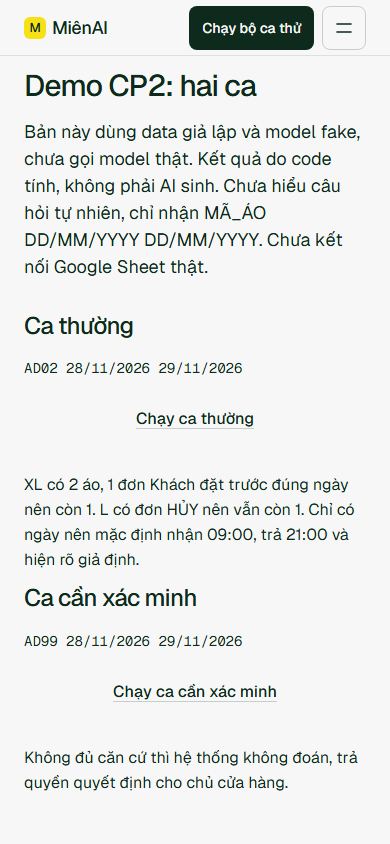 M MiênAI
Chạy bộ ca thử
Demo CP2: hai ca
Bản này dùng data giả lập và model fake,
chưa gọi model thật. Kết quả do code
tính, không phải AI sinh. Chưa hiểu câu
hỏi tự nhiên, chỉ nhận MÃ_ÁO
DD/MM/YYYY DD/MM/YYYY. Chưa kết
nối Google Sheet thật.
Ca thường
AD02 28/11/2026 29/11/2026
Chạy ca thường
XL có 2 áo, 1 đơn Khách đặt trước đúng ngày
nên còn 1. L có đơn HỦY nên vẫn còn 1. Chỉ có
ngày nên mặc định nhận 09:00, trả 21:00 và
hiện rõ giả định.
Ca cần xác minh
AD99 28/11/2026 29/11/2026
Chạy ca cần xác minh
Không đủ căn cứ thì hệ thống không đoán, trả
quyền quyết định cho chủ cửa hàng.